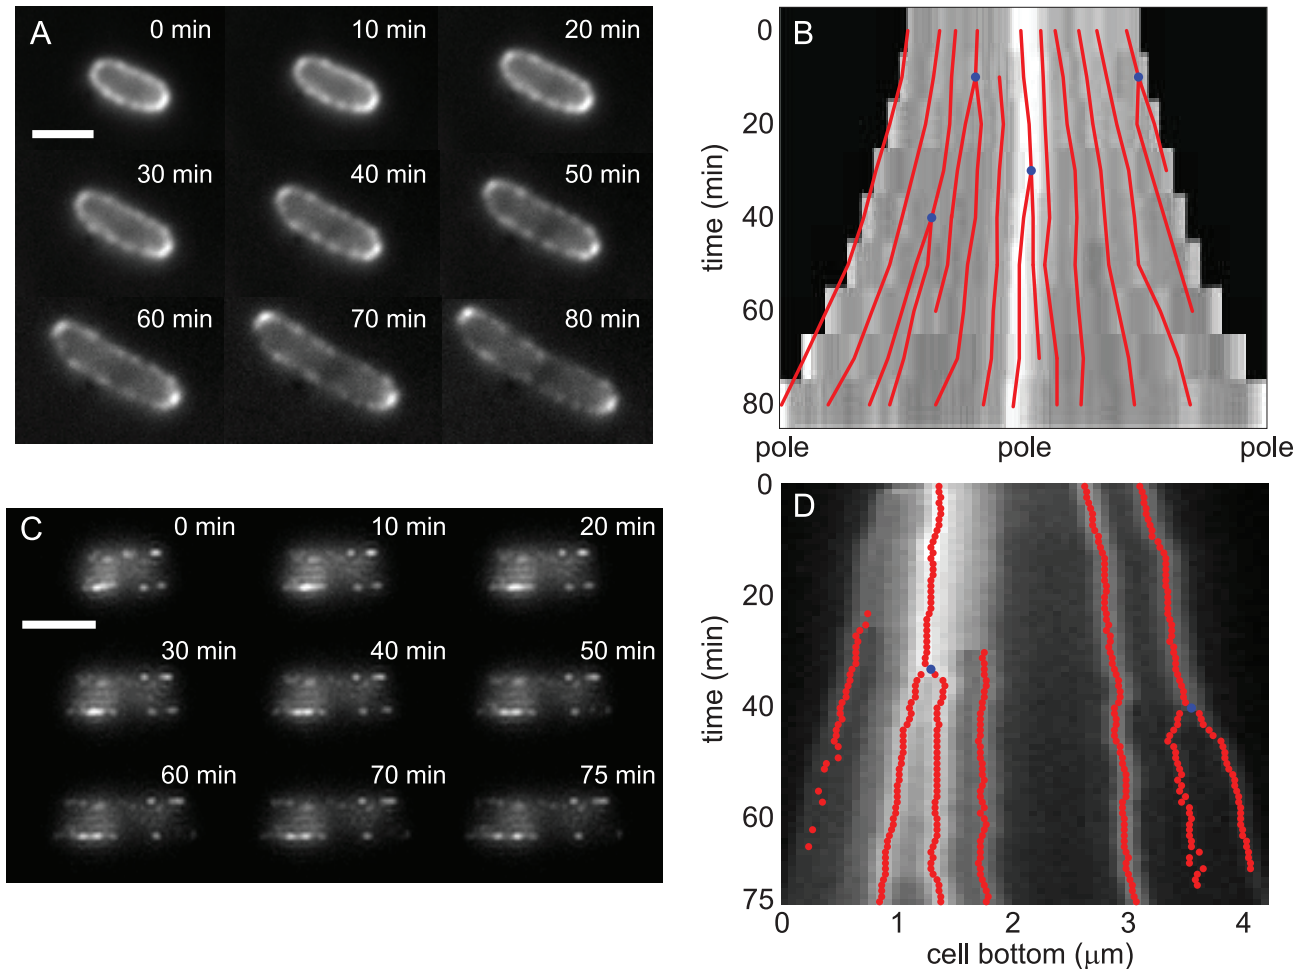 A
0 min
10 min
20 min
30 min
40 min
50 min
60 min
70 min
80 min
B
0
20
40
60
80
time (min)
pole
pole
pole
C
0 min
10 min
20 min
30 min
40 min
50 min
60 min
70 min
75 min
D
0
20
40
60
75
time (min)
0
1
2
3
4
cell bottom (μm)